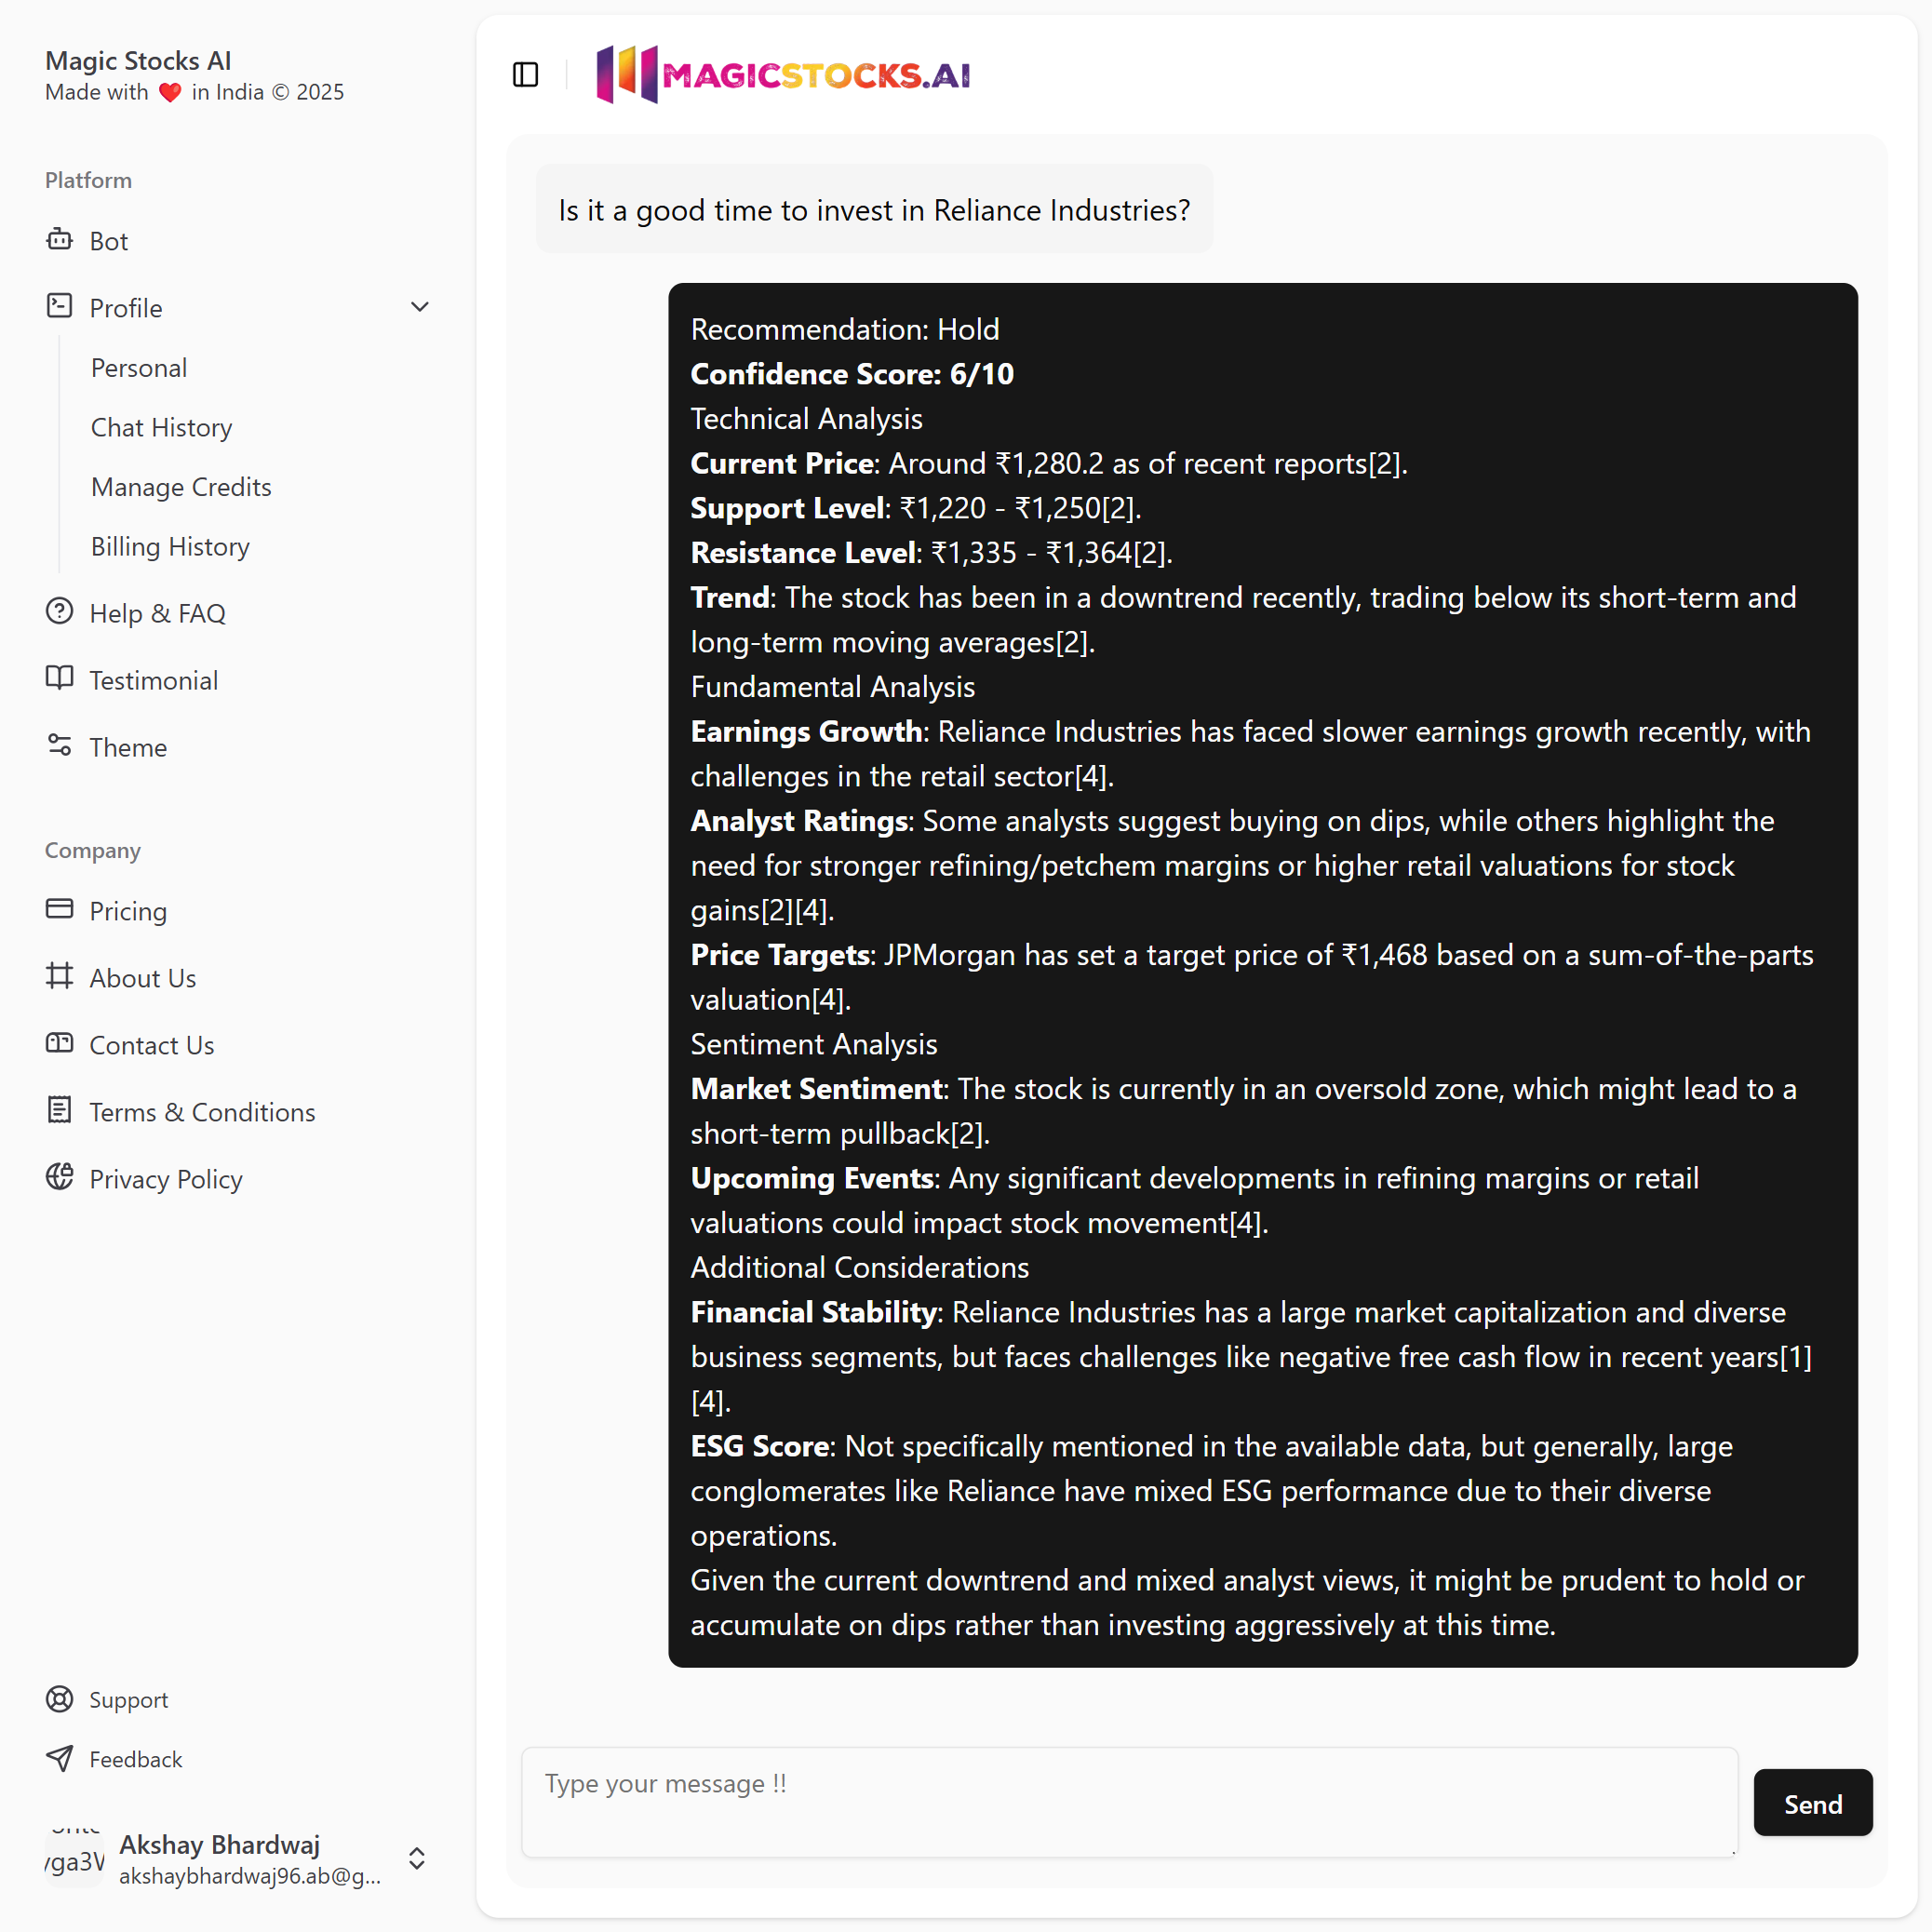 Magic Stocks AI
Made with ❤️ in India © 2025
Platform
Bot
Profile
Personal
Chat History
Manage Credits
Billing History
Help & FAQ
Testimonial
Theme
Company
Pricing
About Us
Contact Us
Terms & Conditions
Privacy Policy
Support
Feedback
yga3V
Akshay Bhardwaj
akshaybhardwaj96.ab@g...
MAGICSTOCKS.AI
Is it a good time to invest in Reliance Industries?
Recommendation: Hold
Confidence Score: 6/10
Technical Analysis
Current Price: Around ₹1,280.2 as of recent reports[2].
Support Level: ₹1,220 - ₹1,250[2].
Resistance Level: ₹1,335 - ₹1,364[2].
Trend: The stock has been in a downtrend recently, trading below its short-term and
long-term moving averages[2].
Fundamental Analysis
Earnings Growth: Reliance Industries has faced slower earnings growth recently, with
challenges in the retail sector[4].
Analyst Ratings: Some analysts suggest buying on dips, while others highlight the
need for stronger refining/petchem margins or higher retail valuations for stock
gains[2][4].
Price Targets: JPMorgan has set a target price of ₹1,468 based on a sum-of-the-parts
valuation[4].
Sentiment Analysis
Market Sentiment: The stock is currently in an oversold zone, which might lead to a
short-term pullback[2].
Upcoming Events: Any significant developments in refining margins or retail
valuations could impact stock movement[4].
Additional Considerations
Financial Stability: Reliance Industries has a large market capitalization and diverse
business segments, but faces challenges like negative free cash flow in recent years[1]
[4].
ESG Score: Not specifically mentioned in the available data, but generally, large
conglomerates like Reliance have mixed ESG performance due to their diverse
operations.
Given the current downtrend and mixed analyst views, it might be prudent to hold or
accumulate on dips rather than investing aggressively at this time.
Type your message !!
Send